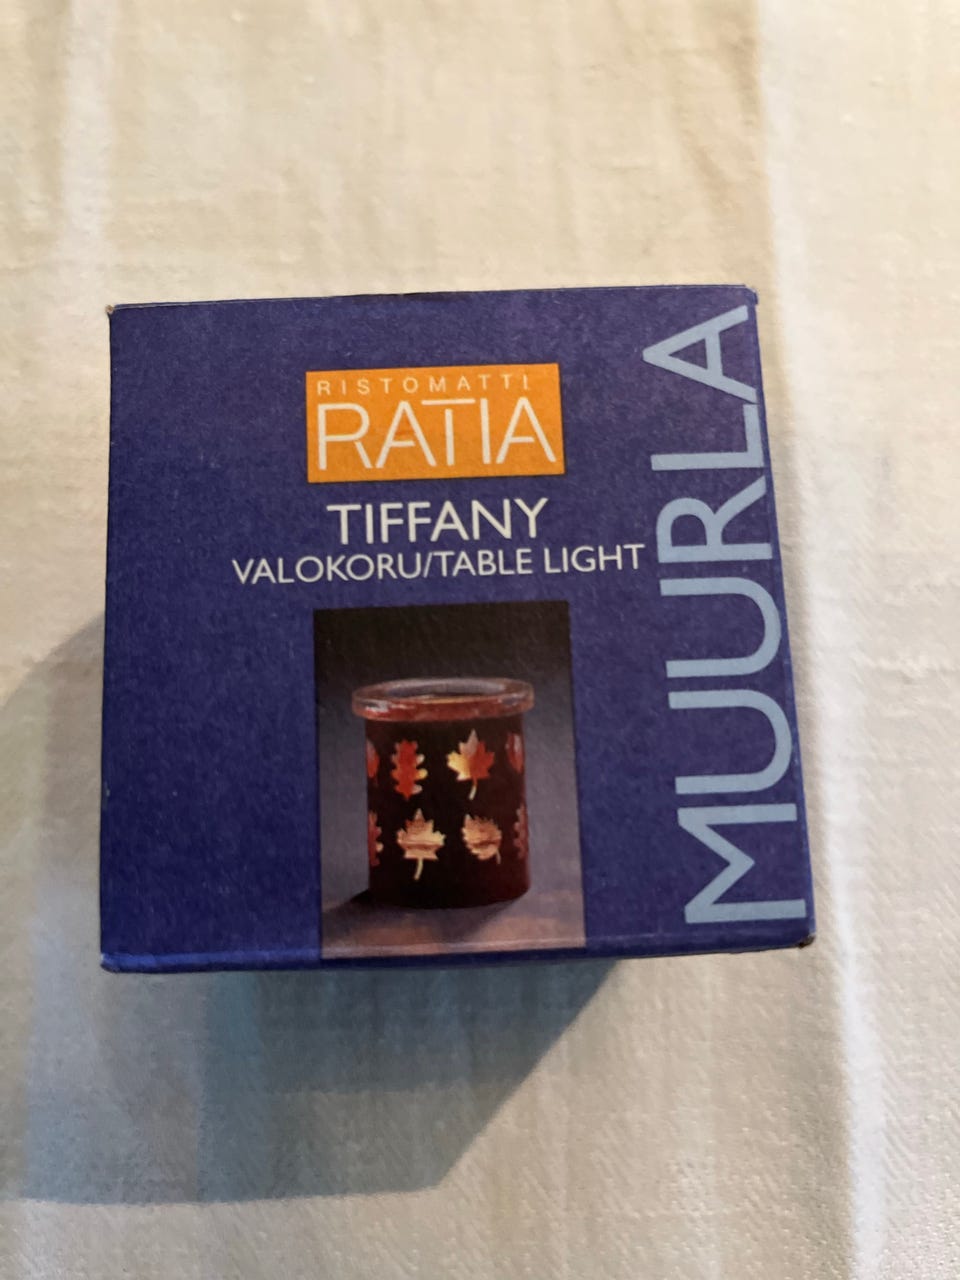 RISTOMATTI
RATIA
TIFFANY
VALOKORU/TABLE LIGHT
MUURLA